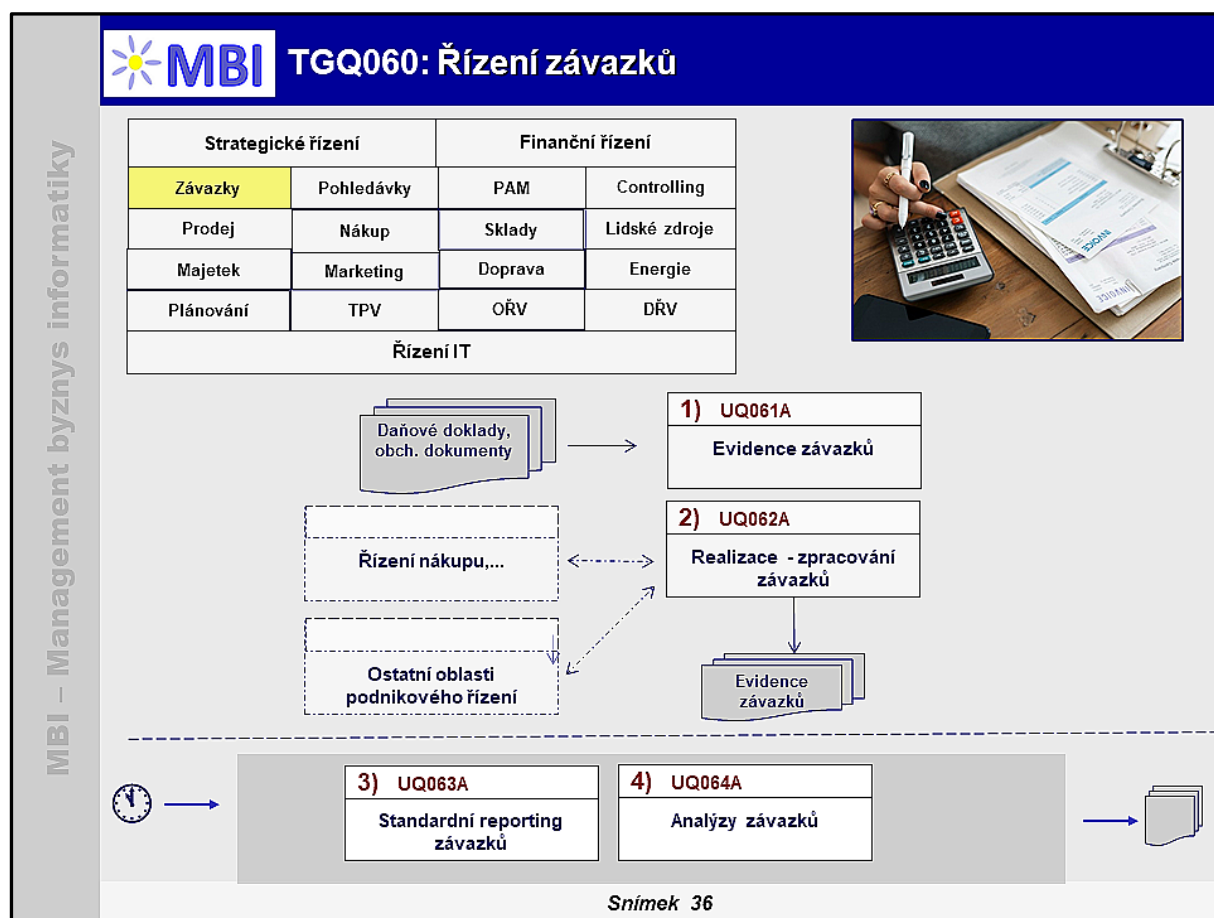 MBI – Management byznys informatiky
MBI
TGQ060: Řízení závazků
Strategické řízení
Finanční řízení
Závazky
Pohledávky
PAM
Controlling
Prodej
Nákup
Sklady
Lidské zdroje
Majetek
Marketing
Doprava
Energie
Plánování
TPV
OŘV
DŘV
Řízení IT
INVOICE
INVOICE
Daňové doklady,
obch. dokumenty
1) UQ061A
Evidence závazků
2) UQ062A
Realizace - zpracování
závazků
Řízení nákupu,...
Ostatní oblasti
podnikového řízení
Evidence
závazků
3) UQ063A
Standardní reporting
závazků
4) UQ064A
Analýzy závazků
Snímek 36